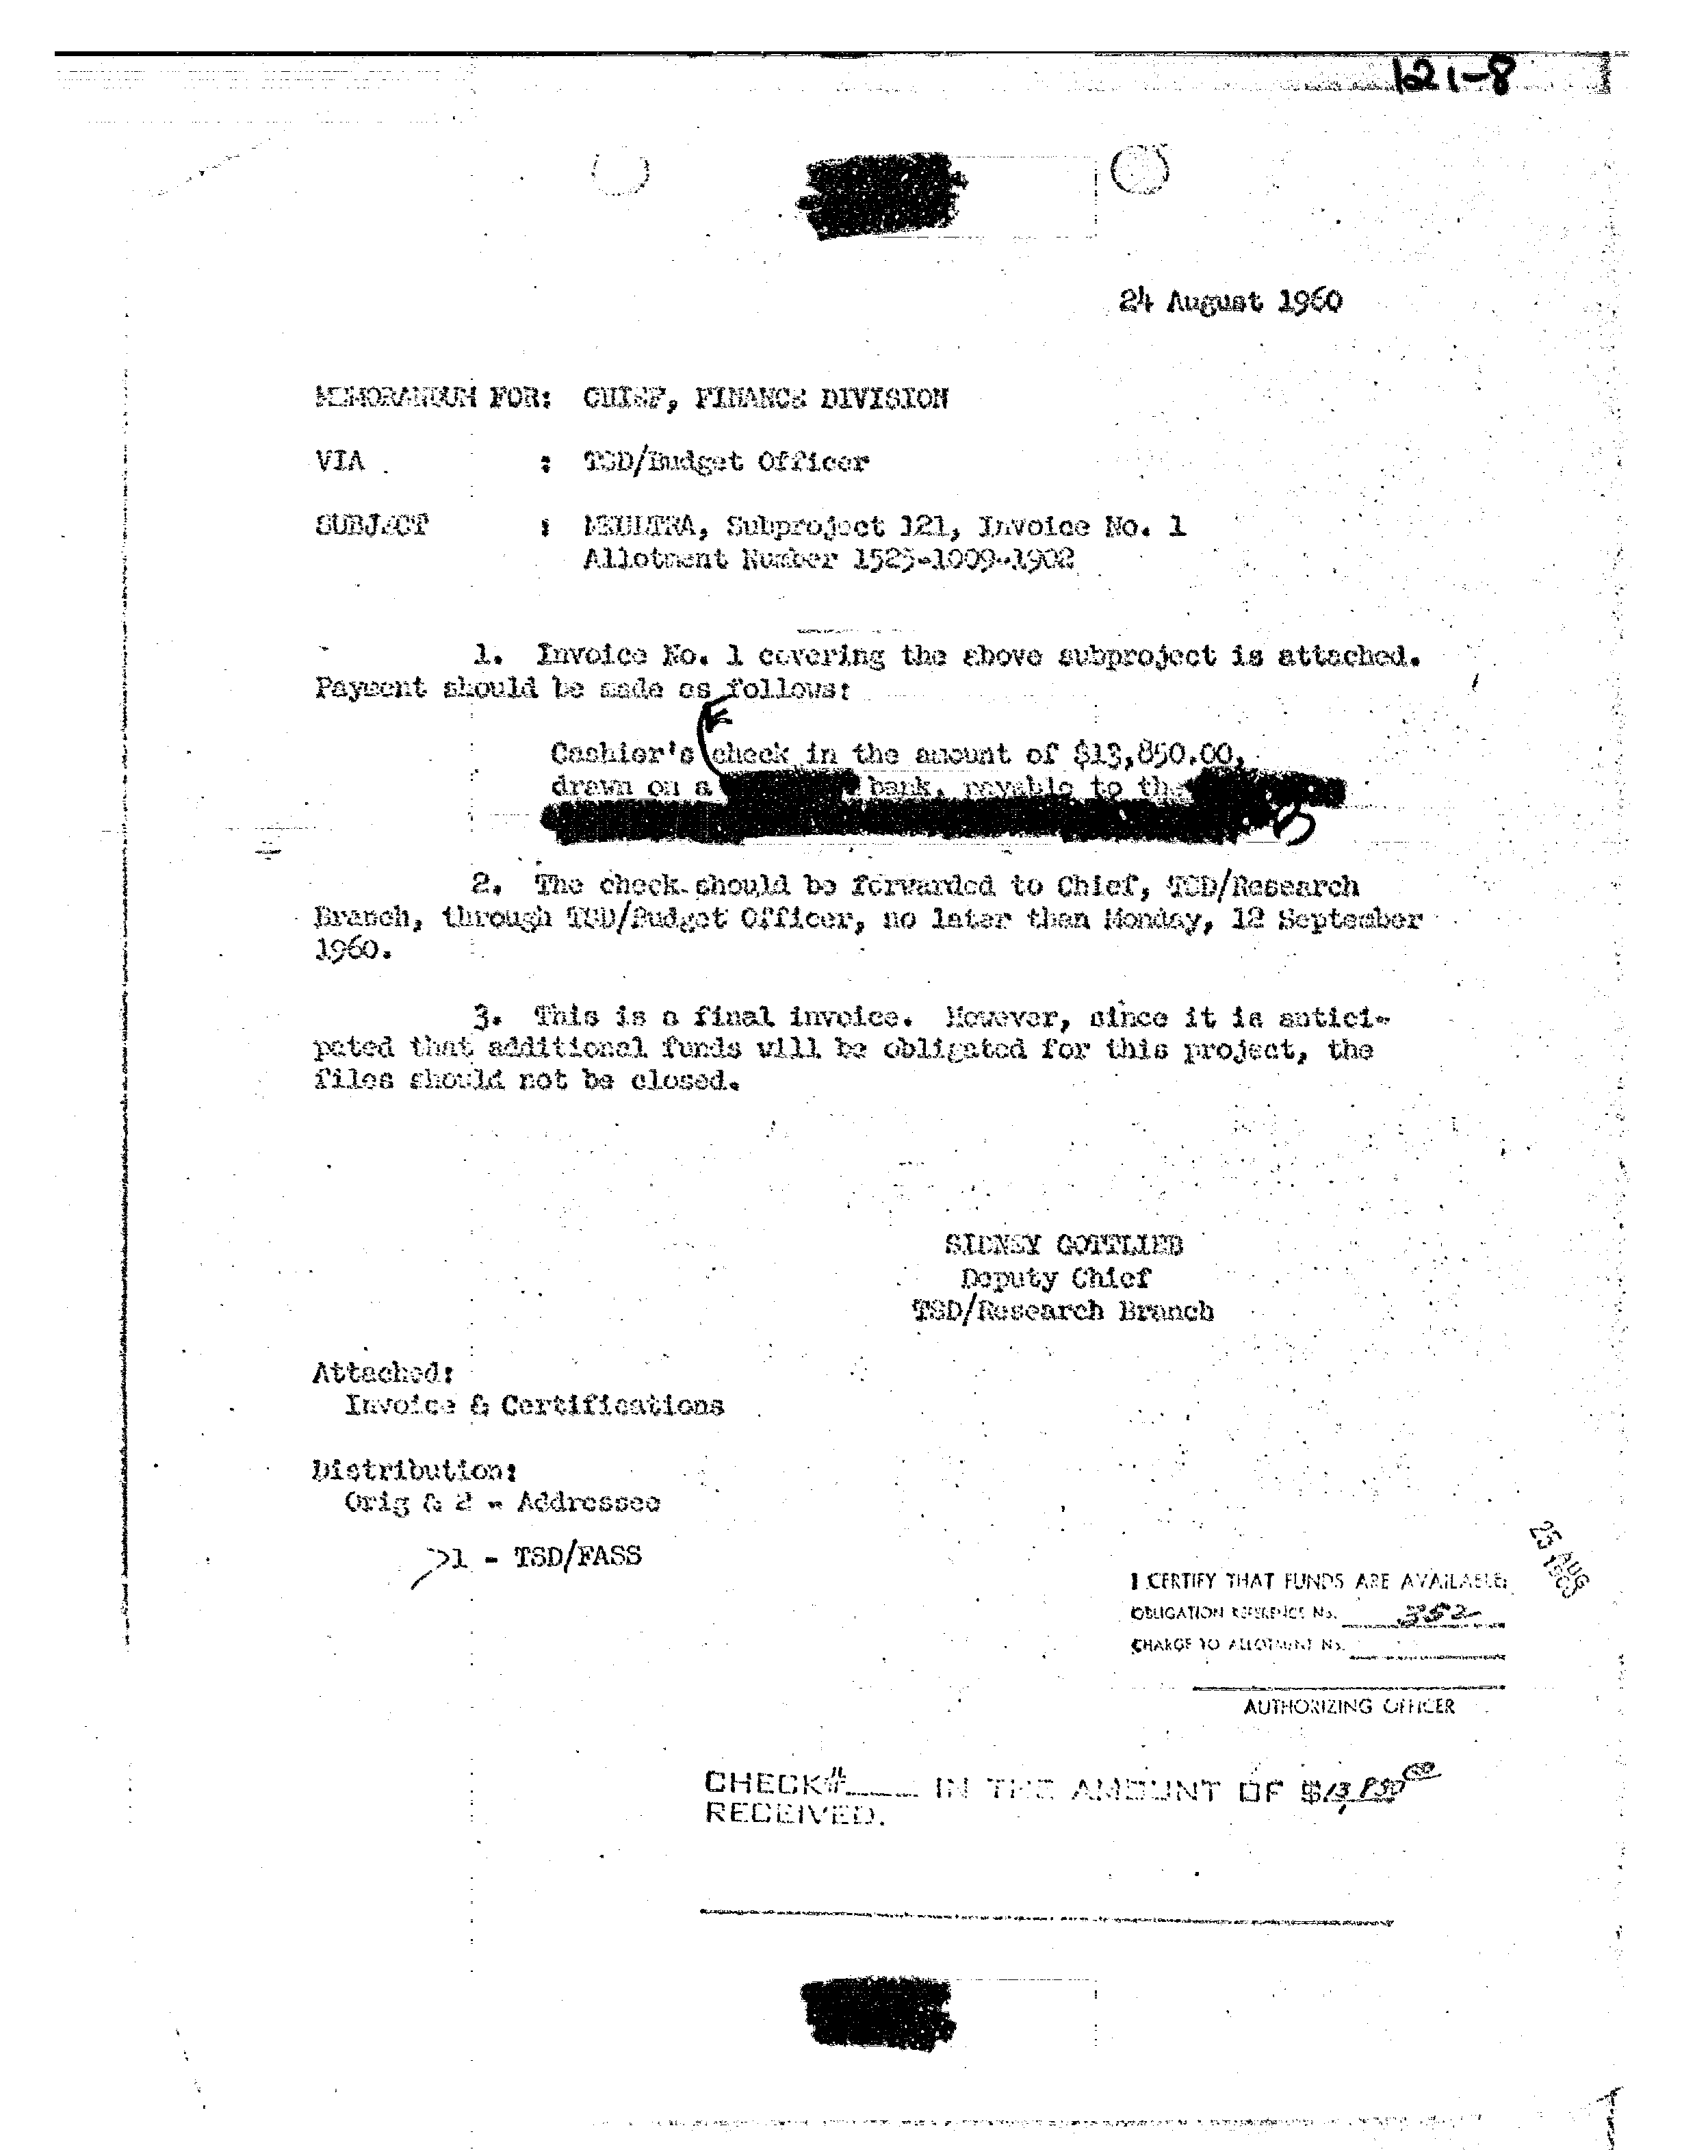 121-8
24 August 1960
MEMORANDUM FOR: CHIEF, FINANCE DIVISION
VIA : TSD/Budget Officer
SUBJECT : MKULTRA, Subproject 121, Invoice No. 1
Allotment Number 1525-1009-1902
1. Invoice No. 1 covering the above subproject is attached.
Payment should be made as follows:
Cashier's check in the amount of $13,850.00,
drawn on a bank, payable to the
B
2. The check should be forwarded to Chief, TSD/Research
Branch, through TSD/Budget Officer, no later than Monday, 12 September
1960.
3. This is a final invoice. However, since it is antici-
pated that additional funds will be obligated for this project, the
files should not be closed.
SIDNEY GOTTLIEB
Deputy Chief
TSD/Research Branch
Attached:
Invoice & Certifications
Distribution:
Orig & 2 - Addressee
1 - TSD/FASS
25 AUG
I CERTIFY THAT FUNDS ARE AVAILABLE
OBLIGATION REFERENCE No. 352
CHARGE TO ALLOTMENT No.
AUTHORIZING OFFICER
CHECK# IN THE AMOUNT OF $13,850.00
RECEIVED.